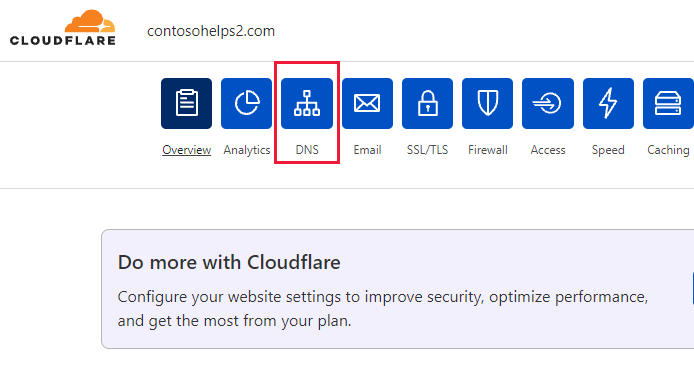 CLOUDFLARE contosohelps2.com
Overview Analytics DNS Email SSL/TLS Firewall Access Speed Caching
Do more with Cloudflare
Configure your website settings to improve security, optimize performance,
and get the most from your plan.